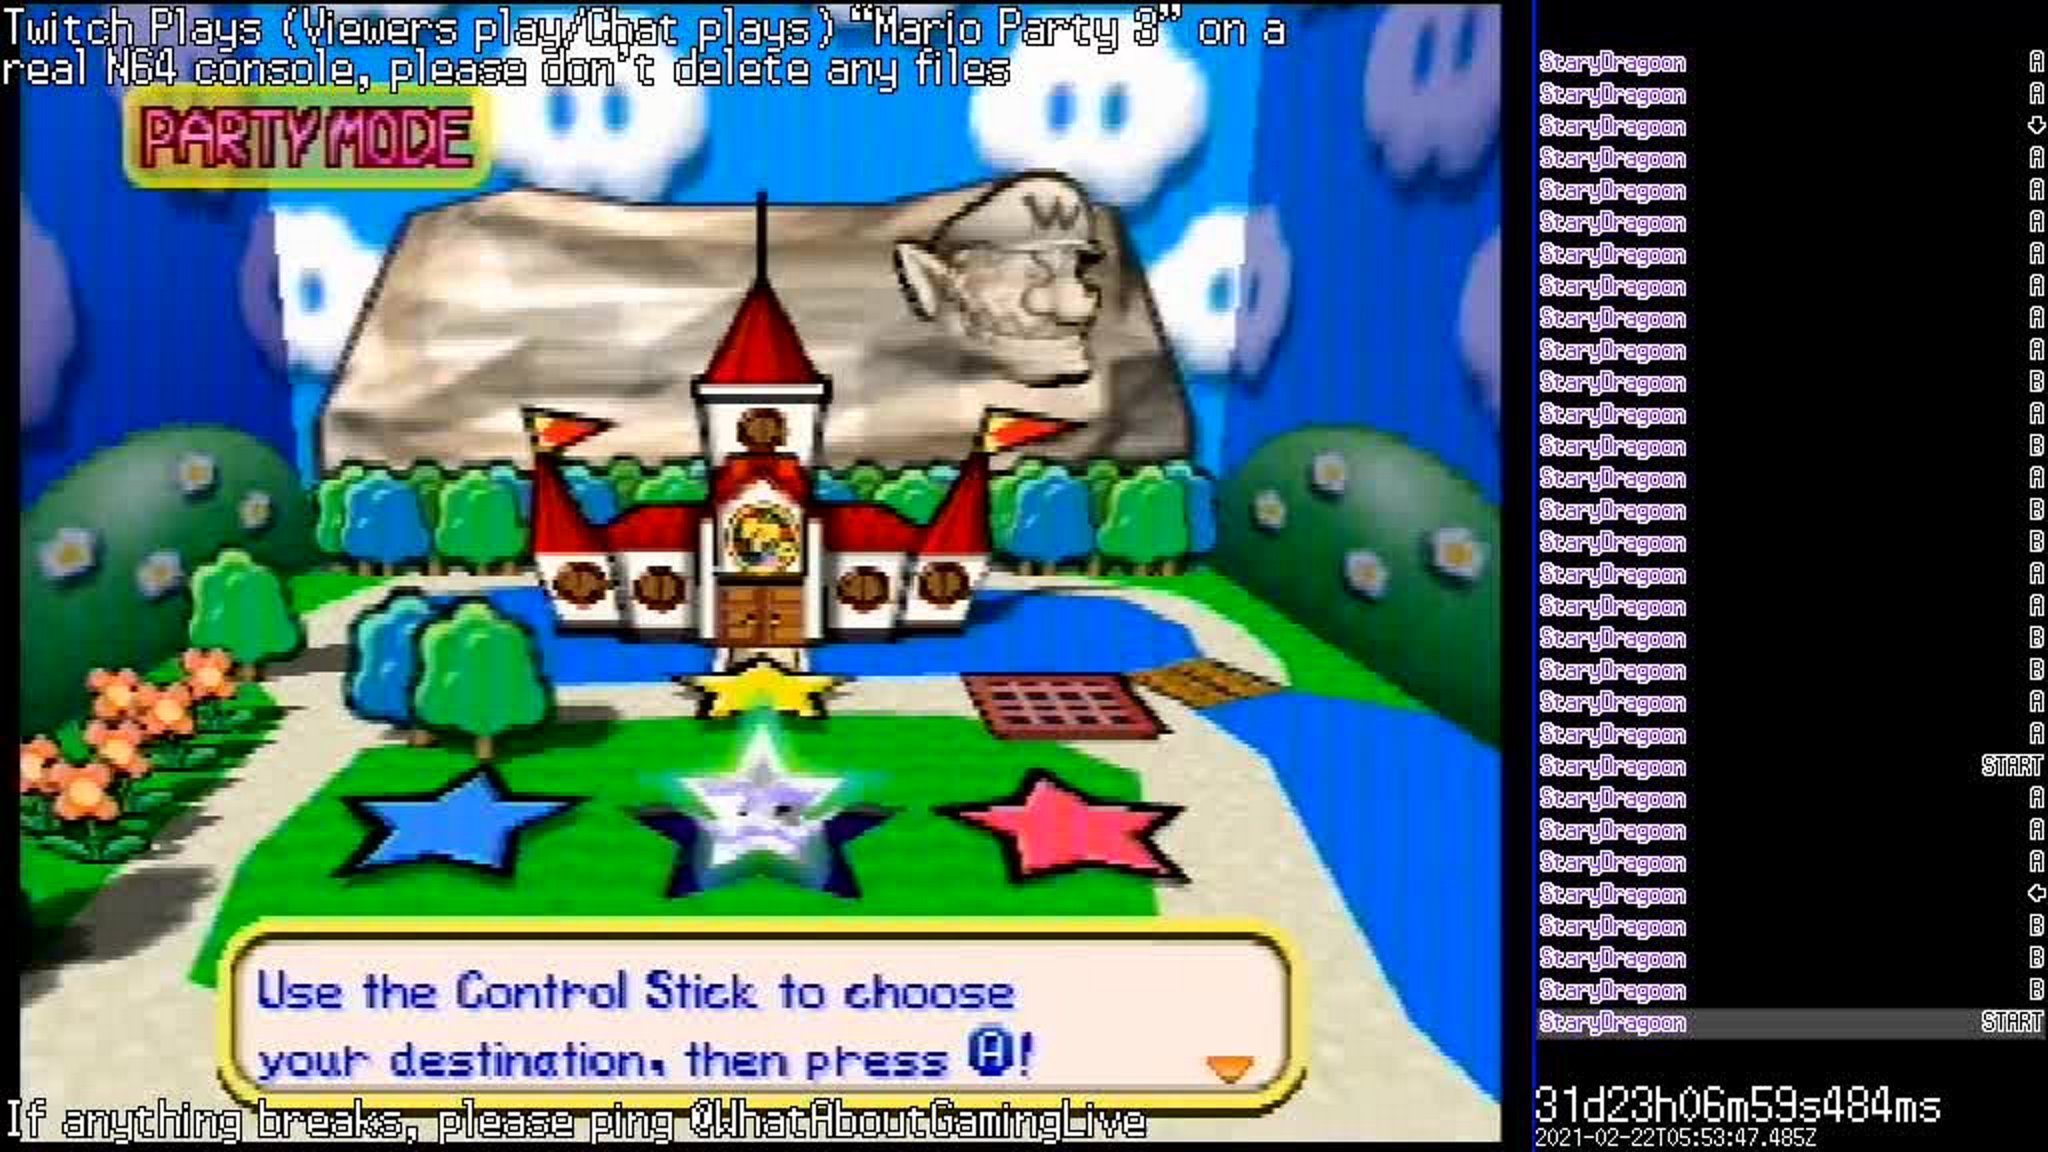 Twitch Plays (Viewers play/Chat plays) “Mario Party 3” on a
real N64 console, please don't delete any files
PARTY MODE
W
Use the Control Stick to choose
your destination, then press A!
If anything breaks, please ping @WhatAboutGamingLive
StaryDragoon A
StaryDragoon A
StaryDragoon ↓
StaryDragoon A
StaryDragoon A
StaryDragoon A
StaryDragoon A
StaryDragoon A
StaryDragoon A
StaryDragoon A
StaryDragoon B
StaryDragoon A
StaryDragoon B
StaryDragoon A
StaryDragoon B
StaryDragoon B
StaryDragoon A
StaryDragoon A
StaryDragoon B
StaryDragoon B
StaryDragoon A
StaryDragoon A
StaryDragoon START
StaryDragoon A
StaryDragoon A
StaryDragoon A
StaryDragoon ←
StaryDragoon B
StaryDragoon B
StaryDragoon B
StaryDragoon START
31d23h06m59s484ms
2021-02-22T05:53:47.485Z